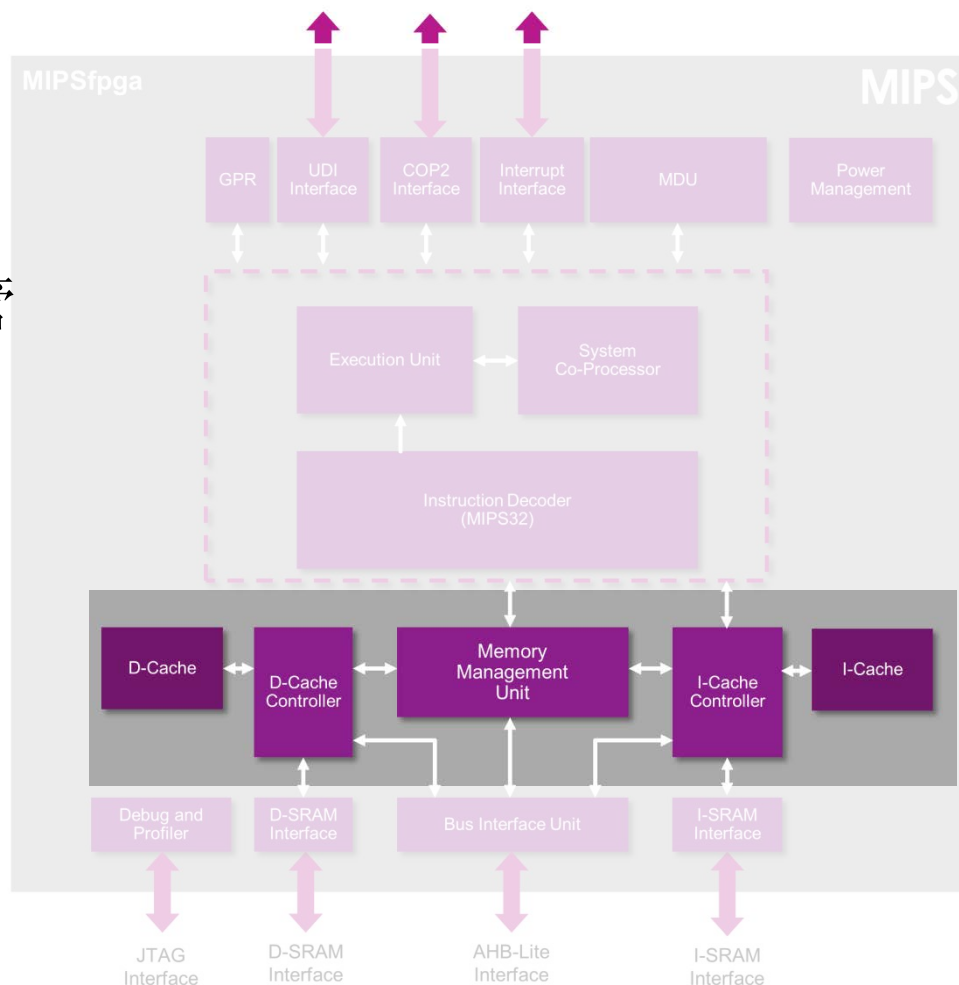 MIPSfpga
MIPS
GPR
UDI
Interface
COP2
Interface
Interrupt
Interface
MDU
Power
Management
Execution Unit
System
Co-Processor
Instruction Decoder
(MIPS32)
D-Cache
D-Cache
Controller
Memory
Management
Unit
I-Cache
Controller
I-Cache
Debug and
Profiler
D-SRAM
Interface
Bus Interface Unit
I-SRAM
Interface
JTAG
Interface
D-SRAM
Interface
AHB-Lite
Interface
I-SRAM
Interface